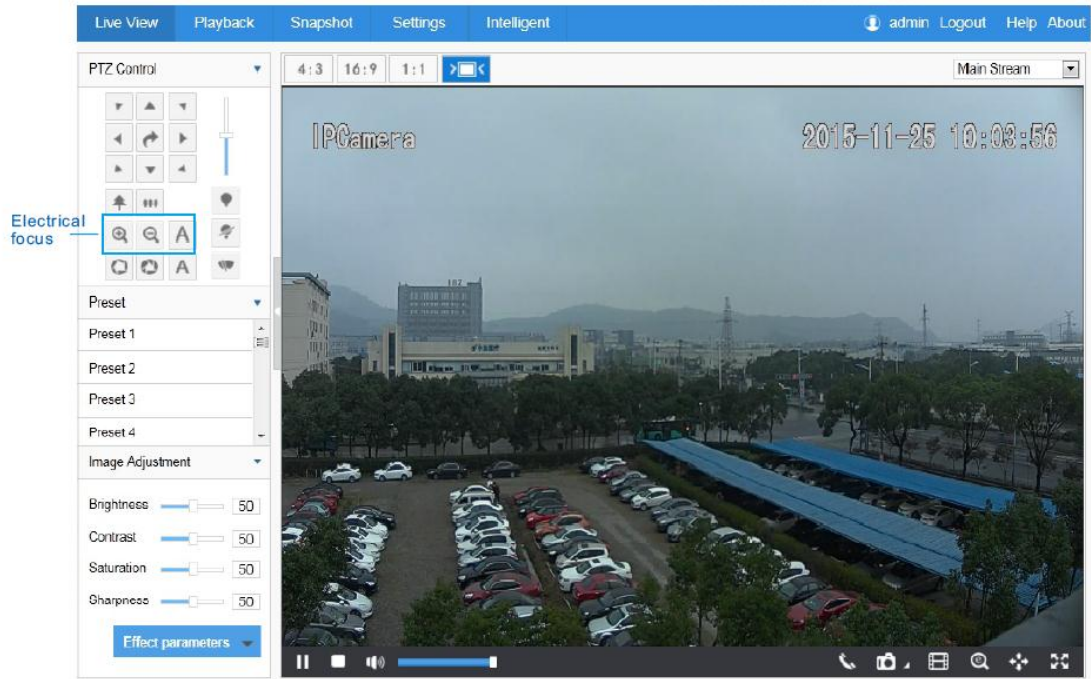 Live View Playback Snapshot Settings Intelligent admin Logout Help About
PTZ Control
4:3 16:9 1:1 Main Stream
IPCamera 2015-11-25 10:03:56
Electrical
focus
A
A
Preset
Preset 1
Preset 2
Preset 3
Preset 4
Image Adjustment
Brightness 50
Contrast 50
Saturation 50
Sharpness 50
Effect parameters